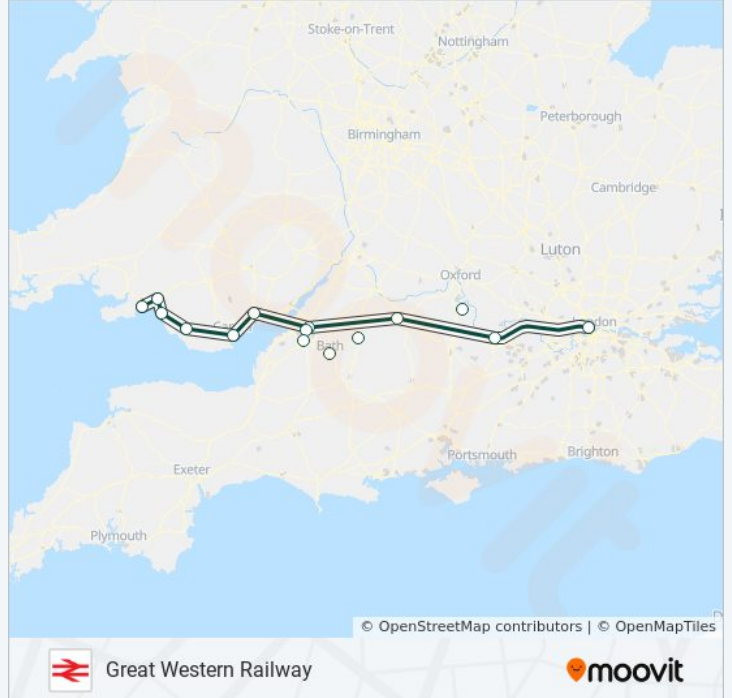 Stoke-on-Trent
Nottingham
Peterborough
Birmingham
Cambridge
Luton
Oxford
Bath
Portsmouth
Brighton
Exeter
Plymouth
© OpenStreetMap contributors | © OpenMapTiles
Great Western Railway
moovit